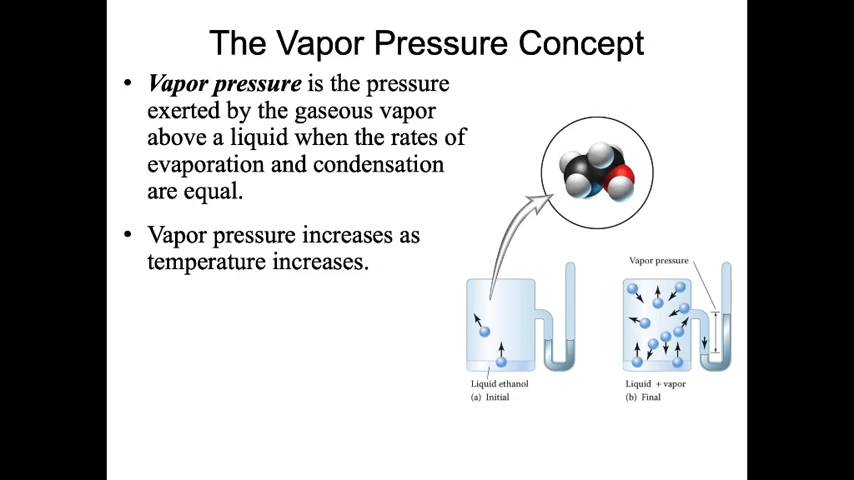 The Vapor Pressure Concept
• Vapor pressure is the pressure
exerted by the gaseous vapor
above a liquid when the rates of
evaporation and condensation
are equal.
• Vapor pressure increases as
temperature increases.
Vapor pressure
Liquid ethanol
(a) Initial
Liquid + vapor
(b) Final